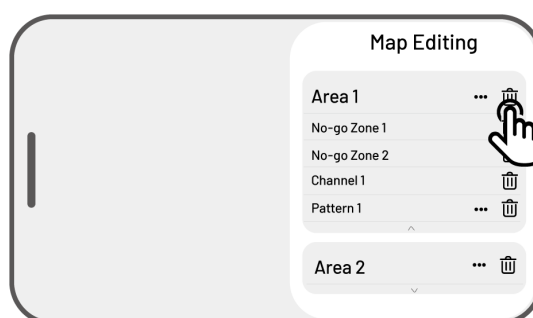 Map Editing
Area 1
No-go Zone 1
No-go Zone 2
Channel 1
Pattern 1
Area 2